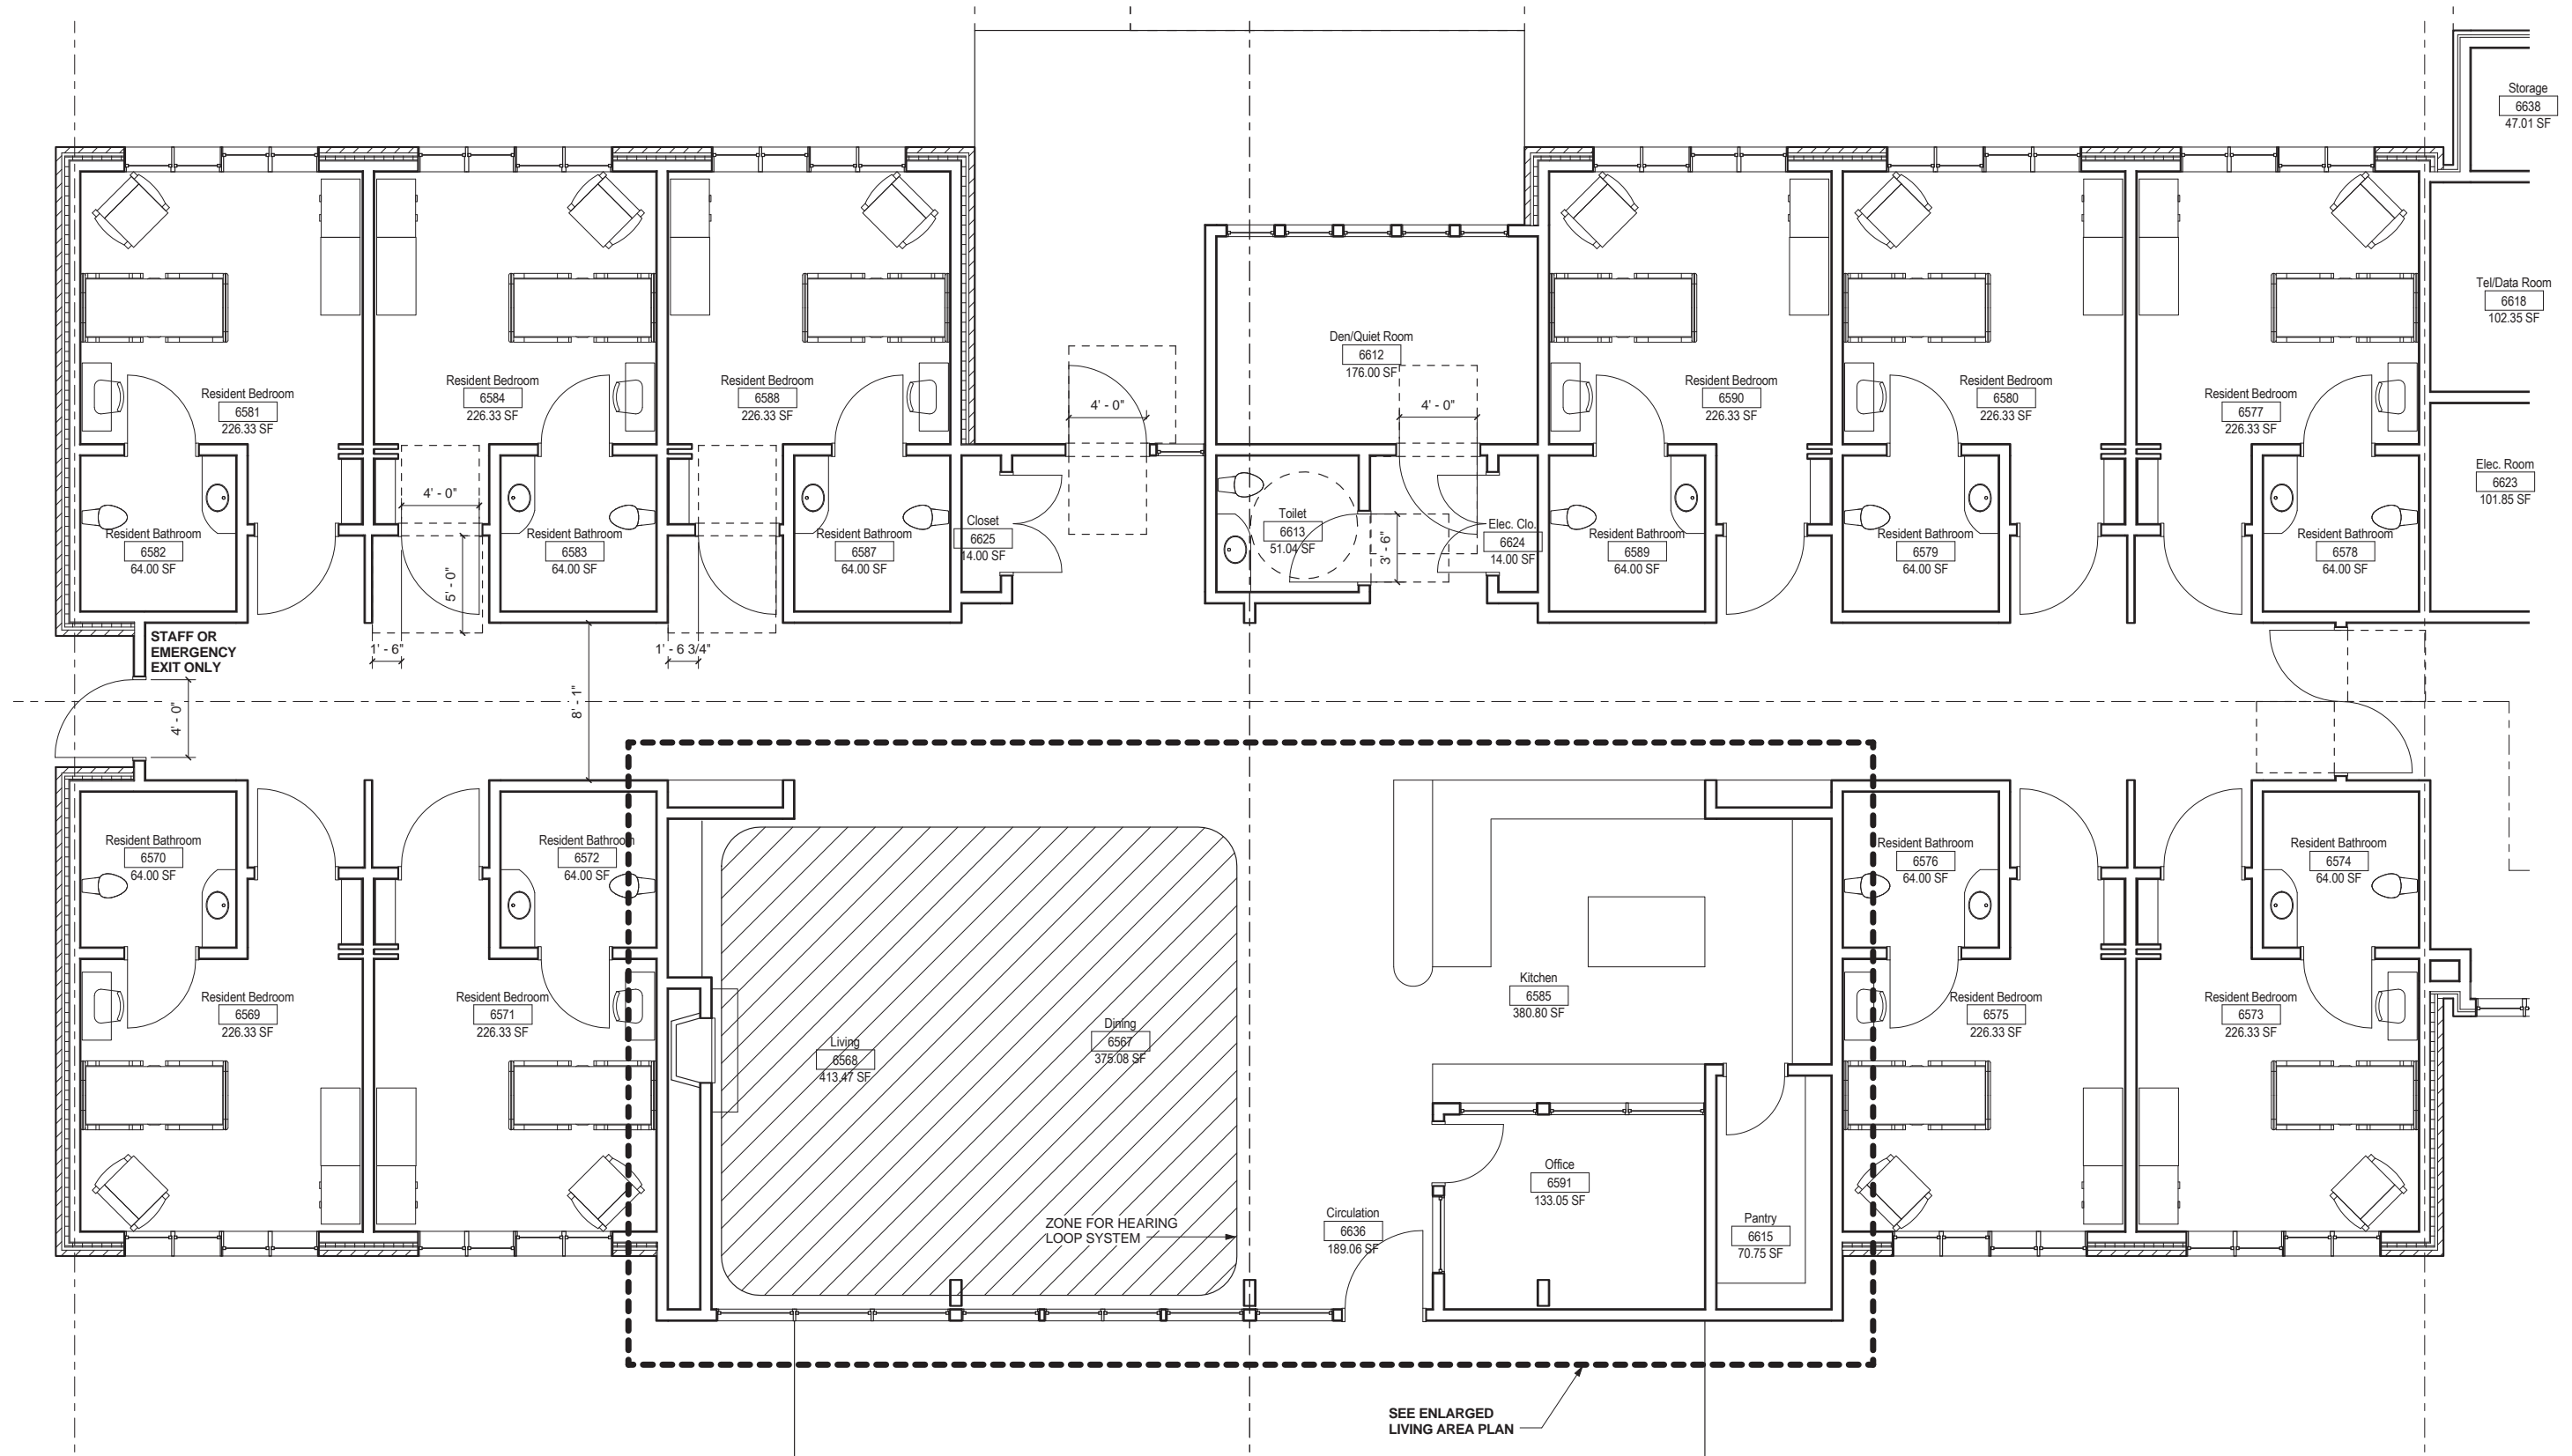 Storage
6638
47.01 SF
Tel/Data Room
6618
102.35 SF
Den/Quiet Room
6612
176.00 SF
Resident Bedroom
6581
226.33 SF
Resident Bedroom
6584
226.33 SF
Resident Bedroom
6588
226.33 SF
4' - 0"
4' - 0"
Resident Bedroom
6590
226.33 SF
Resident Bedroom
6580
226.33 SF
Resident Bedroom
6577
226.33 SF
Elec. Room
6623
101.85 SF
4' - 0"
5' - 0"
Resident Bathroom
6582
64.00 SF
Resident Bathroom
6583
64.00 SF
Resident Bathroom
6587
64.00 SF
Closet
6625
14.00 SF
Toilet
6613
51.04 SF
3' - 6"
Elec. Clo.
6624
14.00 SF
Resident Bathroom
6589
64.00 SF
Resident Bathroom
6579
64.00 SF
Resident Bathroom
6578
64.00 SF
STAFF OR
EMERGENCY
EXIT ONLY
1' - 6"
1' - 6 3/4"
4' - 0"
8' - 1"
Resident Bathroom
6570
64.00 SF
Resident Bathroom
6572
64.00 SF
Resident Bathroom
6576
64.00 SF
Resident Bathroom
6574
64.00 SF
Resident Bedroom
6569
226.33 SF
Resident Bedroom
6571
226.33 SF
Living
6568
413.47 SF
Dining
6567
375.08 SF
Kitchen
6585
380.80 SF
Resident Bedroom
6575
226.33 SF
Resident Bedroom
6573
226.33 SF
ZONE FOR HEARING
LOOP SYSTEM
Circulation
6636
189.06 SF
Office
6591
133.05 SF
Pantry
6615
70.75 SF
SEE ENLARGED
LIVING AREA PLAN